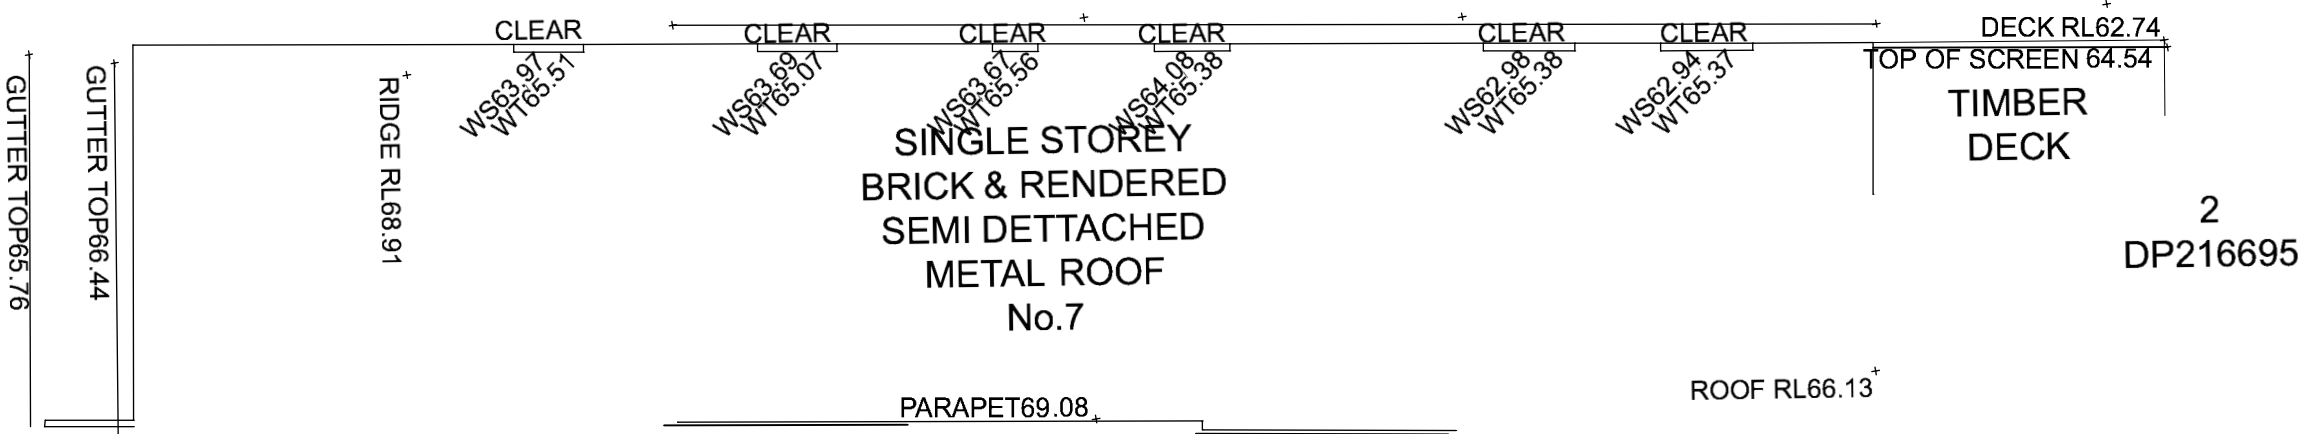 CLEAR
CLEAR
CLEAR
CLEAR
CLEAR
CLEAR
DECK RL62.74
TOP OF SCREEN 64.54
GUTTER TOP65.76
GUTTER TOP66.44
RIDGE RL68.91
WS63.97
WT65.51
WS63.69
WT65.07
WS63.67
WT65.56
WS64.08
WT65.38
WS62.98
WT65.38
WS62.94
WT65.37
TIMBER
DECK
SINGLE STOREY
BRICK & RENDERED
SEMI DETTACHED
METAL ROOF
No.7
2
DP216695
ROOF RL66.13
PARAPET69.08